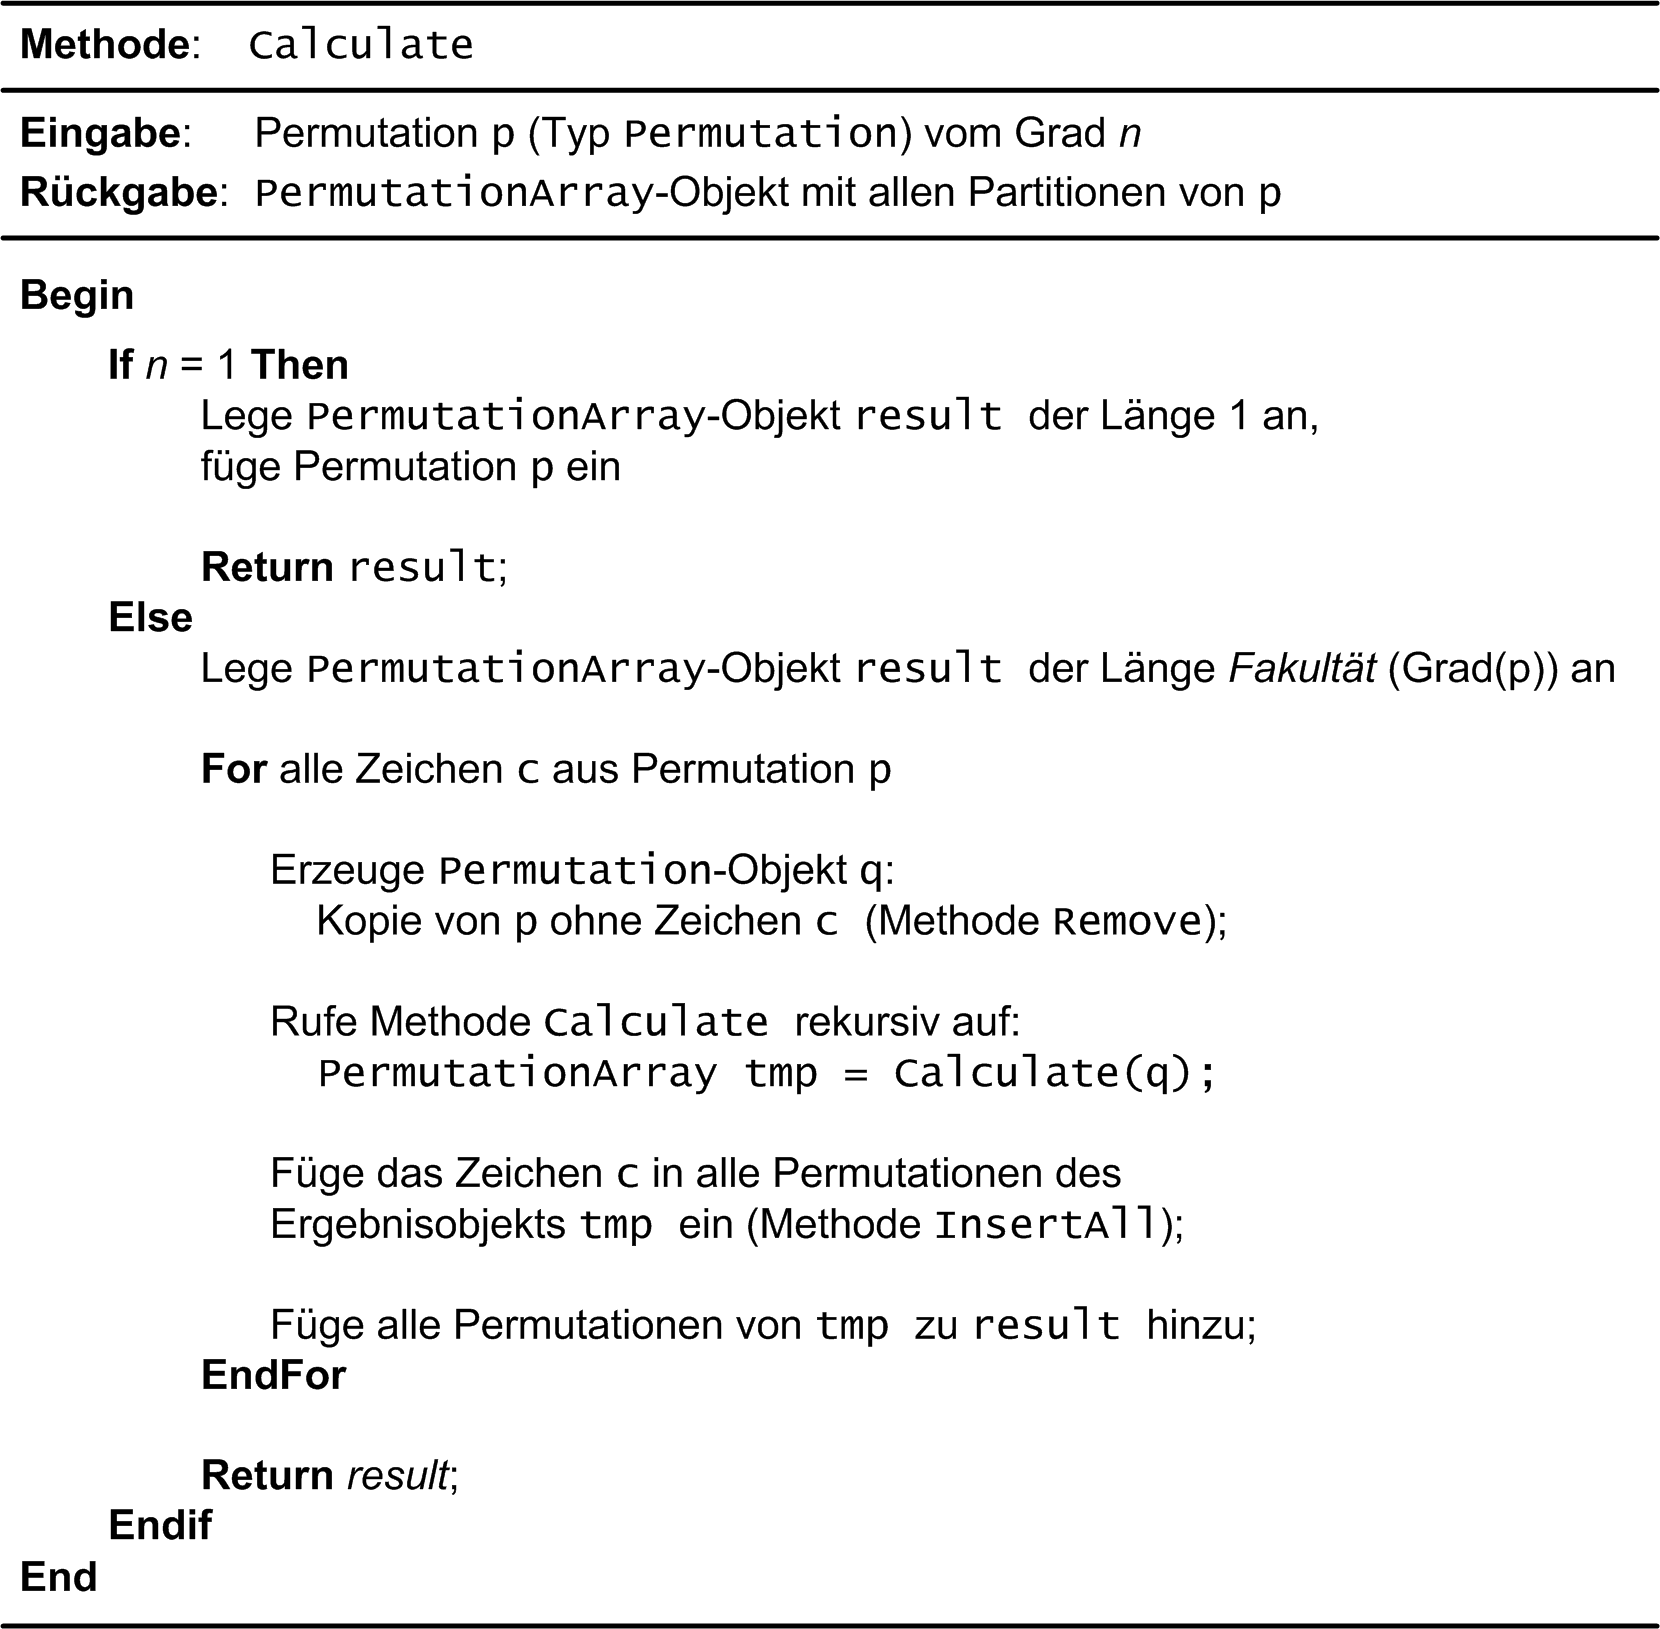 Methode: Calculate
Eingabe: Permutation p (Typ Permutation) vom Grad n
Rückgabe: PermutationArray-Objekt mit allen Partitionen von p
Begin
If n = 1 Then
Lege PermutationArray-Objekt result der Länge 1 an,
füge Permutation p ein
Return result;
Else
Lege PermutationArray-Objekt result der Länge Fakultät (Grad(p)) an
For alle Zeichen c aus Permutation p
Erzeuge Permutation-Objekt q:
Kopie von p ohne Zeichen c (Methode Remove);
Rufe Methode Calculate rekursiv auf:
PermutationArray tmp = Calculate(q);
Füge das Zeichen c in alle Permutationen des
Ergebnisobjekts tmp ein (Methode InsertAll);
Füge alle Permutationen von tmp zu result hinzu;
EndFor
Return result;
Endif
End